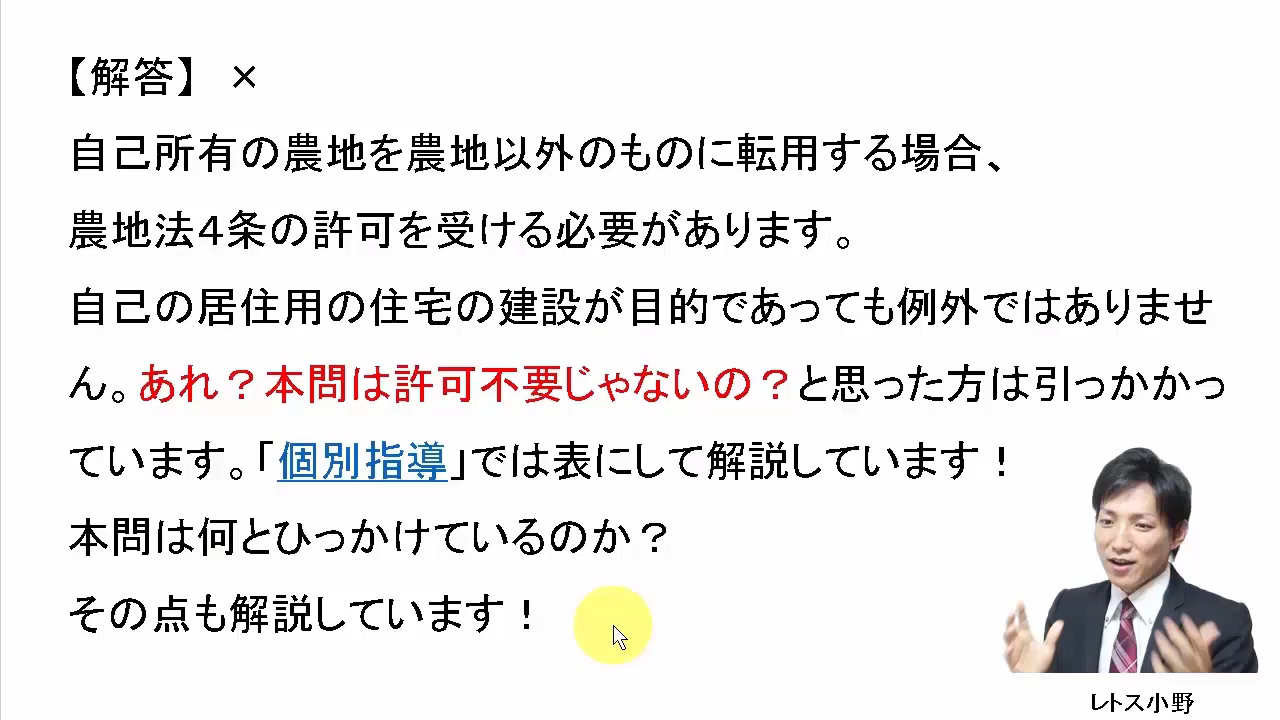 【解答】 ×
自己所有の農地を農地以外のものに転用する場合、
農地法４条の許可を受ける必要があります。
自己の居住用の住宅の建設が目的であっても例外ではありませ
ん。あれ？本問は許可不要じゃないの？と思った方は引っかかっ
ています。「個別指導」では表にして解説しています！
本問は何とひっかけているのか？
その点も解説しています！
レトス小野